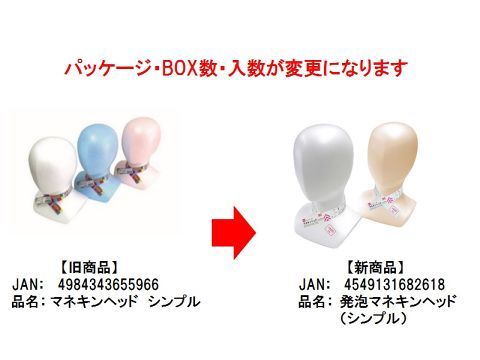 パッケージ・BOX数・入数が変更になります
【旧商品】
JAN: 4984343655966
品名: マネキンヘッド シンプル
【新商品】
JAN: 4549131682618
品名: 発泡マネキンヘッド
(シンプル)